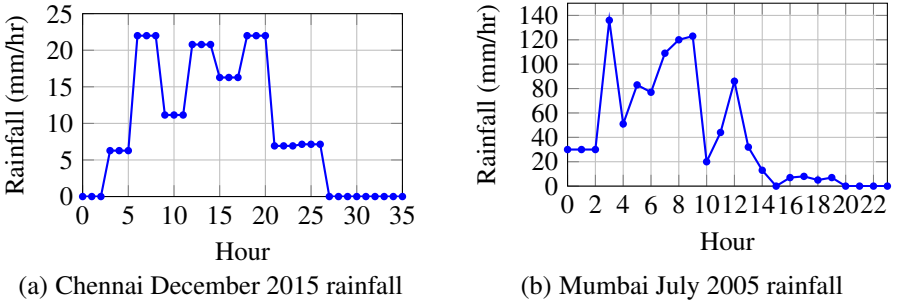 25
20
15
10
5
0
0 5 10 15 20 25 30 35
Rainfall (mm/hr)
Hour
(a) Chennai December 2015 rainfall
140
120
100
80
60
40
20
0
0 2 4 6 8 10 12 14 16 18 20 22
Rainfall (mm/hr)
Hour
(b) Mumbai July 2005 rainfall